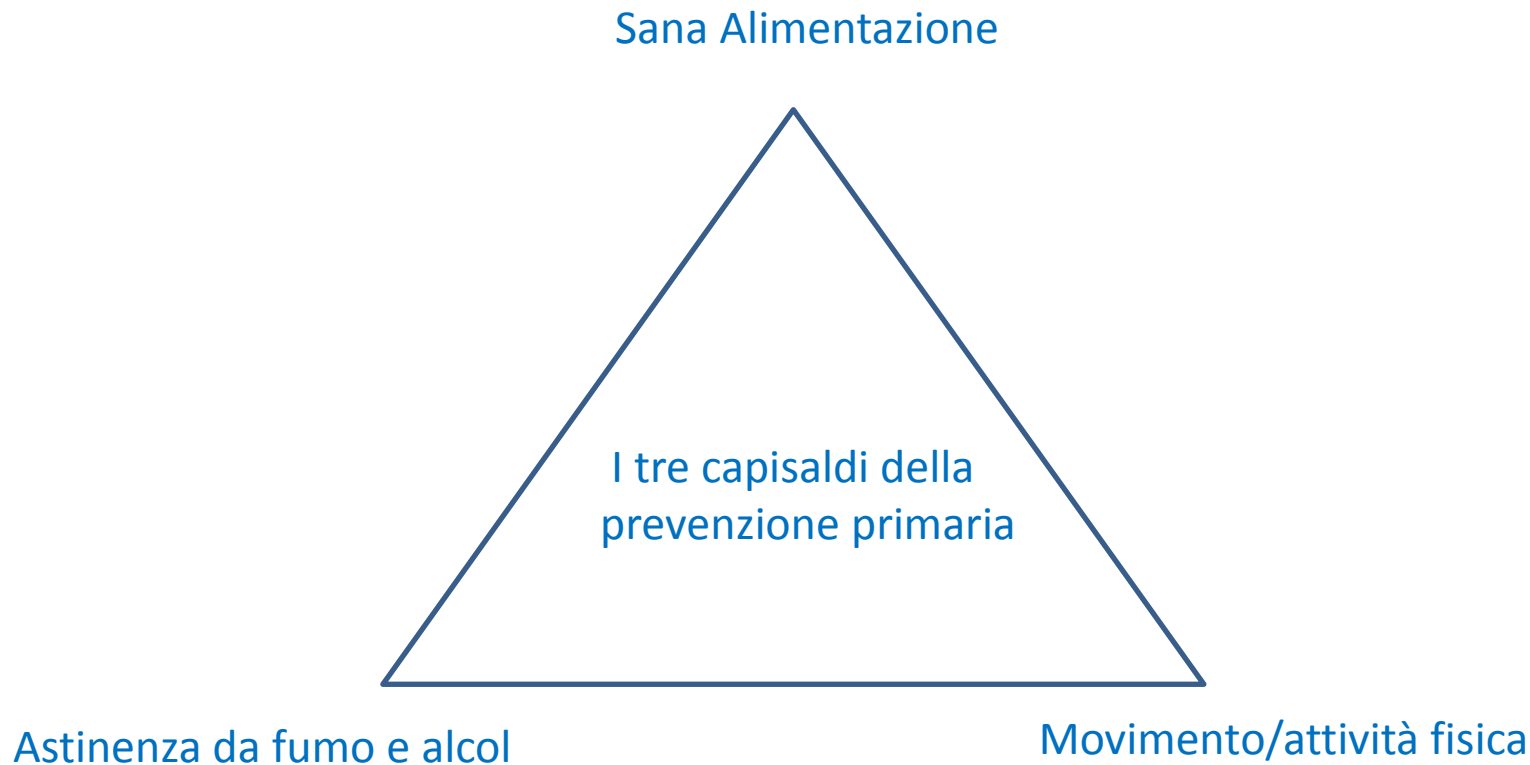 Sana Alimentazione
I tre capisaldi della
prevenzione primaria
Astinenza da fumo e alcol
Movimento/attività fisica